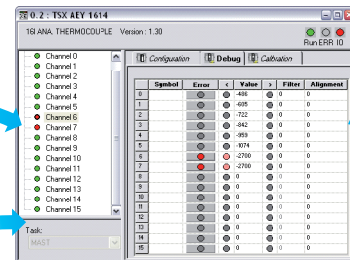 0.2 : TSX AEY 1614
16I ANA. THERMOCOUPLE Version : 1.30
Run ERR IO
Configuration Debug Calibration
Channel 0
Channel 1
Channel 2
Channel 3
Channel 4
Channel 5
Channel 6
Channel 7
Channel 8
Channel 9
Channel 10
Channel 11
Channel 12
Channel 13
Channel 14
Channel 15
Task:
MAST
Symbol Error < Value > Filter Alignment
0 -486 0 0
1 -605 0 0
2 -722 0 0
3 -842 0 0
4 -959 0 0
5 -1074 0 0
6 -2700 0 0
7 -2700 0 0
8 0 0 0
9 0 0 0
10 0 0 0
11 0 0 0
12 0 0 0
13 0 0 0
14 0 0 0
15 0 0 0